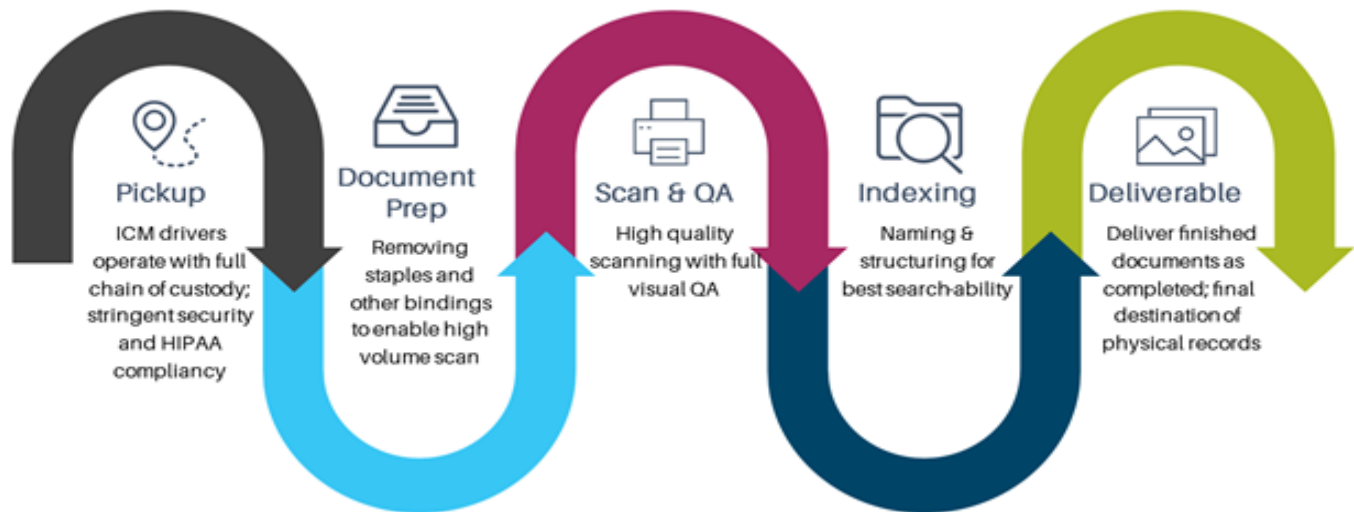 Pickup
ICM drivers
operate with full
chain of custody;
stringent security
and HIPAA
compliancy
Document
Prep
Removing
staples and
other bindings
to enable high
volume scan
Scan & QA
High quality
scanning with full
visual QA
Indexing
Naming &
structuring for
best search-ability
Deliverable
Deliver finished
documents as
completed; final
destination of
physical records